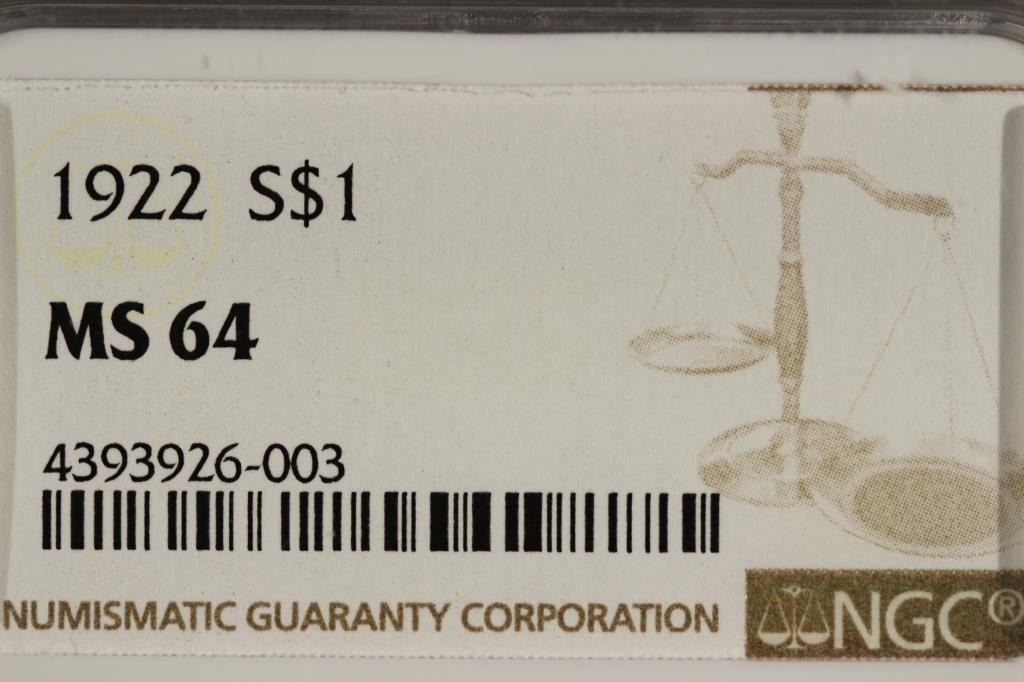 1922 S$1
MS 64
4393926-003
NUMISMATIC GUARANTY CORPORATION
NGC®